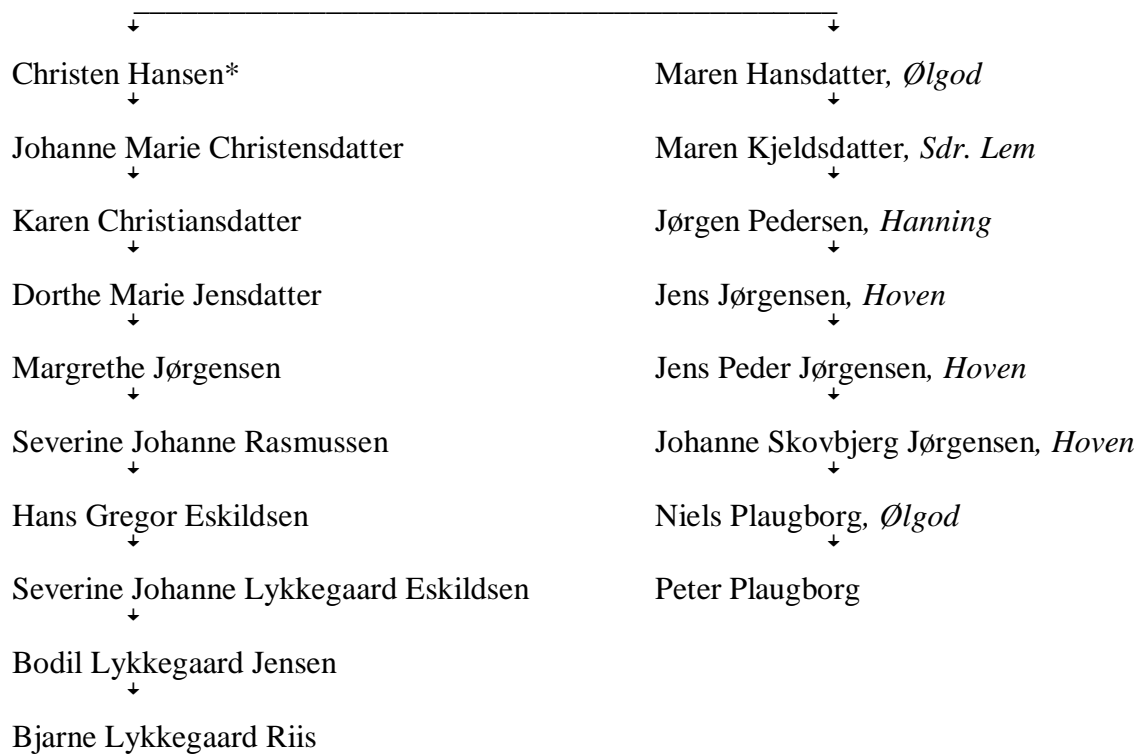 Christen Hansen* Maren Hansdatter, Ølgod
Johanne Marie Christensdatter Maren Kjeldsdatter, Sdr. Lem
Karen Christiansdatter Jørgen Pedersen, Hanning
Dorthe Marie Jensdatter Jens Jørgensen, Hoven
Margrethe Jørgensen Jens Peder Jørgensen, Hoven
Severine Johanne Rasmussen Johanne Skovbjerg Jørgensen, Hoven
Hans Gregor Eskildsen Niels Plaugborg, Ølgod
Severine Johanne Lykkegaard Eskildsen Peter Plaugborg
Bodil Lykkegaard Jensen
Bjarne Lykkegaard Riis